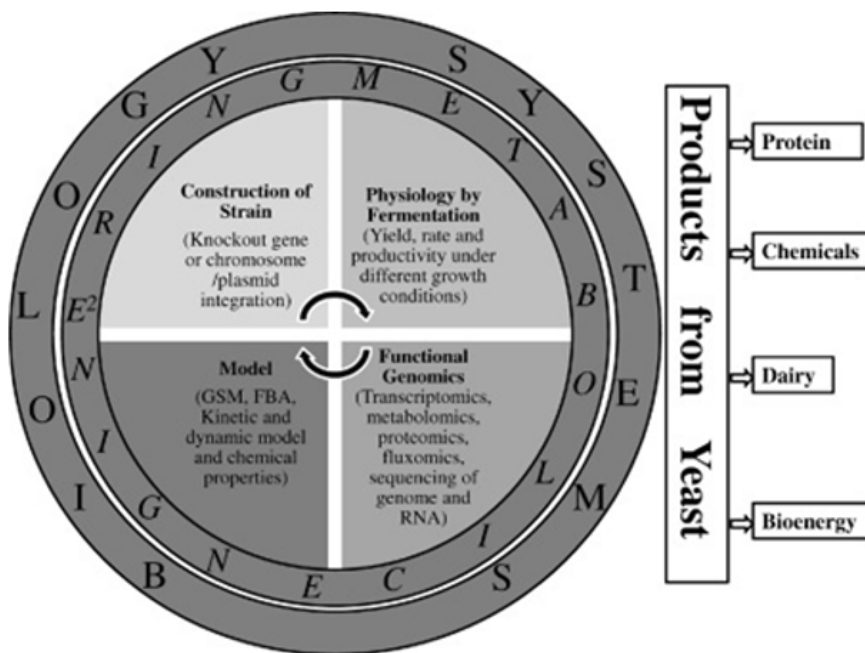 SYSTEMS BIOLOGY
METABOLIC ENGINE²RING
Construction of
Strain
(Knockout gene
or chromosome
/plasmid
integration)
Physiology by
Fermentation
(Yield, rate and
productivity under
different growth
conditions)
Model
(GSM, FBA,
Kinetic and
dynamic model
and chemical
properties)
Functional
Genomics
(Transcriptomics,
metabolomics,
proteomics,
fluxomics,
sequencing of
genome and
RNA)
Products from Yeast
Protein
Chemicals
Dairy
Bioenergy